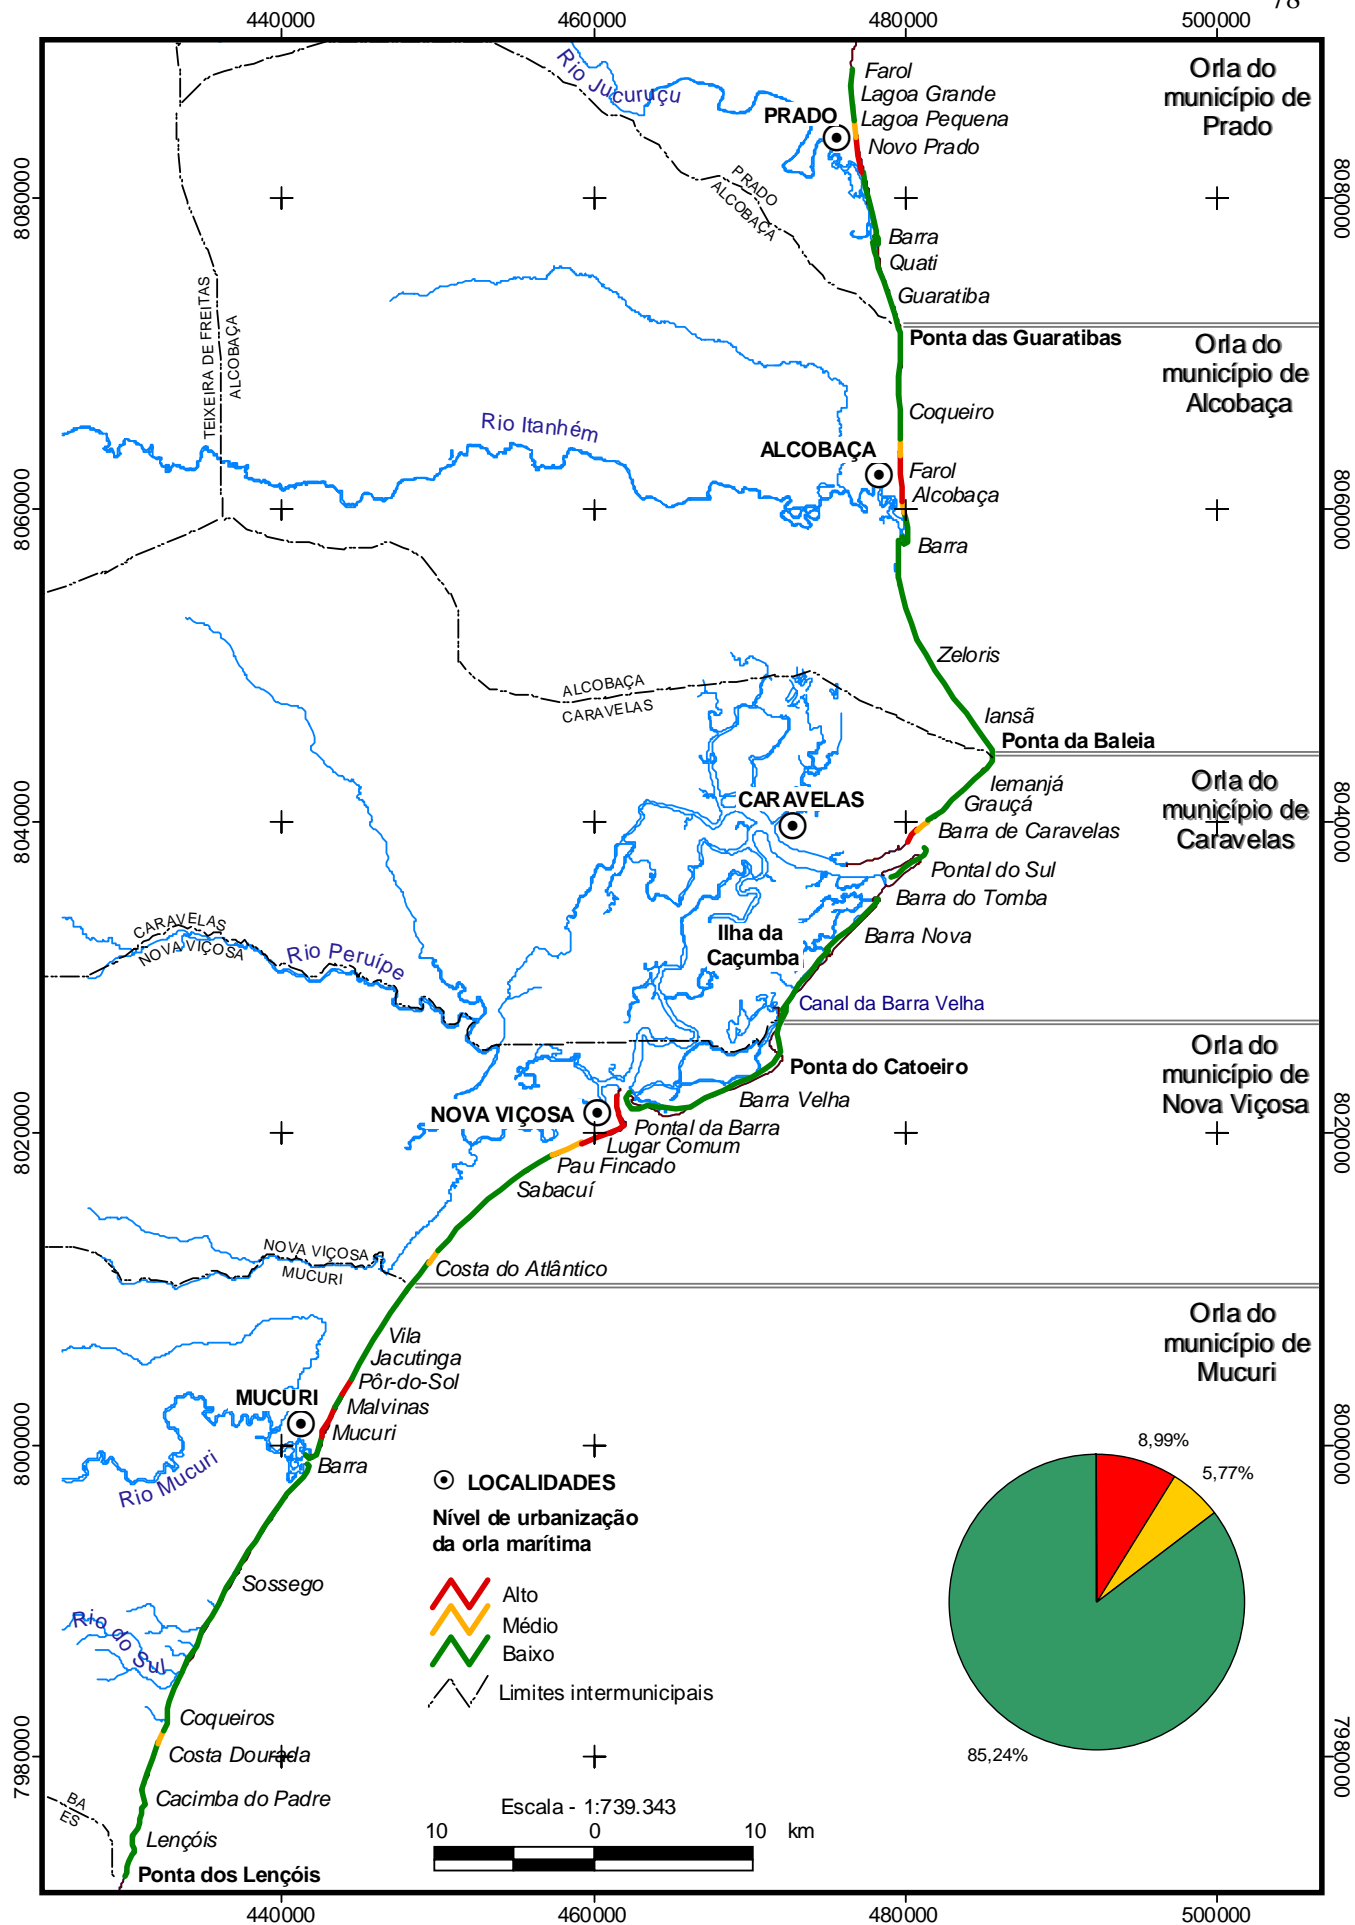 78
440000
460000
480000
500000
Rio Jucuruçu
Farol
Lagoa Grande
Lagoa Pequena
Novo Prado
PRADO
Orla do
município de
Prado
8080000
8080000
PRADO
ALCOBAÇA
Barra
Quati
Guaratiba
TEIXEIRA DE FREITAS
ALCOBAÇA
Ponta das Guaratibas
Orla do
município de
Alcobaça
Coqueiro
Rio Itanhém
ALCOBAÇA
Farol
Alcobaça
8060000
8060000
Barra
Zeloris
ALCOBAÇA
CARAVELAS
Iansã
Ponta da Baleia
Iemanjá
Grauçá
Orla do
município de
Caravelas
CARAVELAS
8040000
8040000
Barra de Caravelas
Pontal do Sul
Barra do Tomba
Barra Nova
Ilha da
Caçumba
CARAVELAS
NOVA VIÇOSA
Rio Peruípe
Canal da Barra Velha
Orla do
município de
Nova Viçosa
Ponta do Catoeiro
Barra Velha
NOVA VIÇOSA
Pontal da Barra
8020000
8020000
Lugar Comum
Pau Fincado
Sabacuí
NOVA VIÇOSA
MUCURI
Costa do Atlântico
Orla do
município de
Mucuri
Vila
Jacutinga
Pôr-do-Sol
MUCURI
Malvinas
Mucuri
8000000
8000000
Barra
Rio Mucuri
LOCALIDADES
Nível de urbanização
da orla marítima
Alto
Médio
Baixo
Limites intermunicipais
8,99%
5,77%
85,24%
Sossego
Rio do Sul
Coqueiros
Costa Dourada
7980000
7980000
Cacimba do Padre
BA
ES
Lençóis
Ponta dos Lençóis
Escala - 1:739.343
10 0 10 km
440000
460000
480000
500000